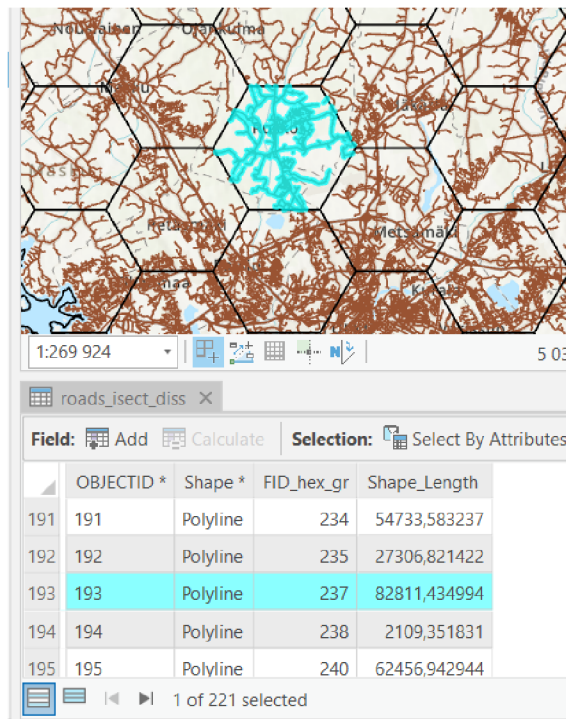 Metsämäki
1:269 924
5 03
roads_isect_diss
Field: Add Calculate Selection: Select By Attributes
OBJECTID * Shape * FID_hex_gr Shape_Length
191 191 Polyline 234 54733,583237
192 192 Polyline 235 27306,821422
193 193 Polyline 237 82811,434994
194 194 Polyline 238 2109,351831
195 195 Polyline 240 62456,942944
1 of 221 selected